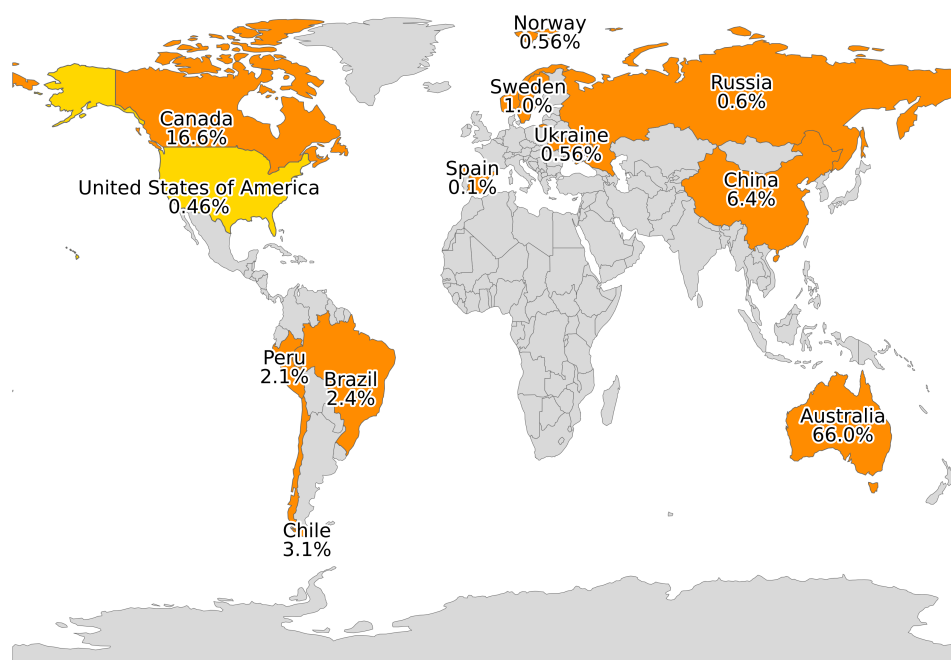 Norway
0.56%
Sweden
1.0%
Russia
0.6%
Canada
16.6%
Ukraine
0.56%
Spain
0.1%
China
6.4%
United States of America
0.46%
Peru
2.1%
Brazil
2.4%
Australia
66.0%
Chile
3.1%